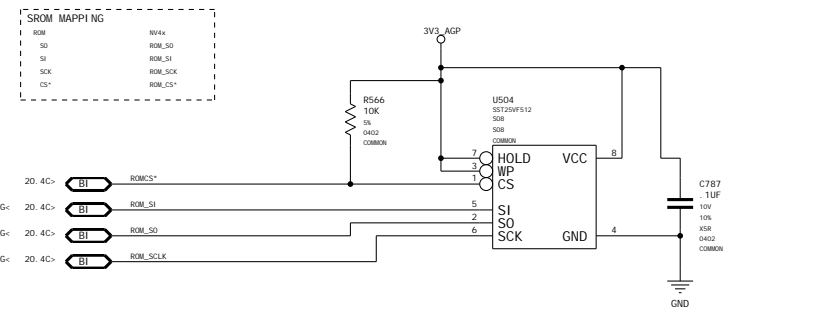 SROM MAPPING
ROM NV4x
SO ROM_SO
SI ROM_SI
SCK ROM_SCK
CS* ROM_CS*
3V3_AGP
R566
10K
5%
0402
COMMON
U504
SST25VF512
SO8
SO8
COMMON
7 HOLD VCC 8
3 WP
20.4C> BI ROMCS* 1 CS
C787
.1UF
10V
10%
X5R
0402
COMMON
G< 20.4C> BI ROM_SI 5 SI
2 SO
G< 20.4C> BI ROM_SO 6 SCK GND 4
G< 20.4C> BI ROM_SCLK
GND